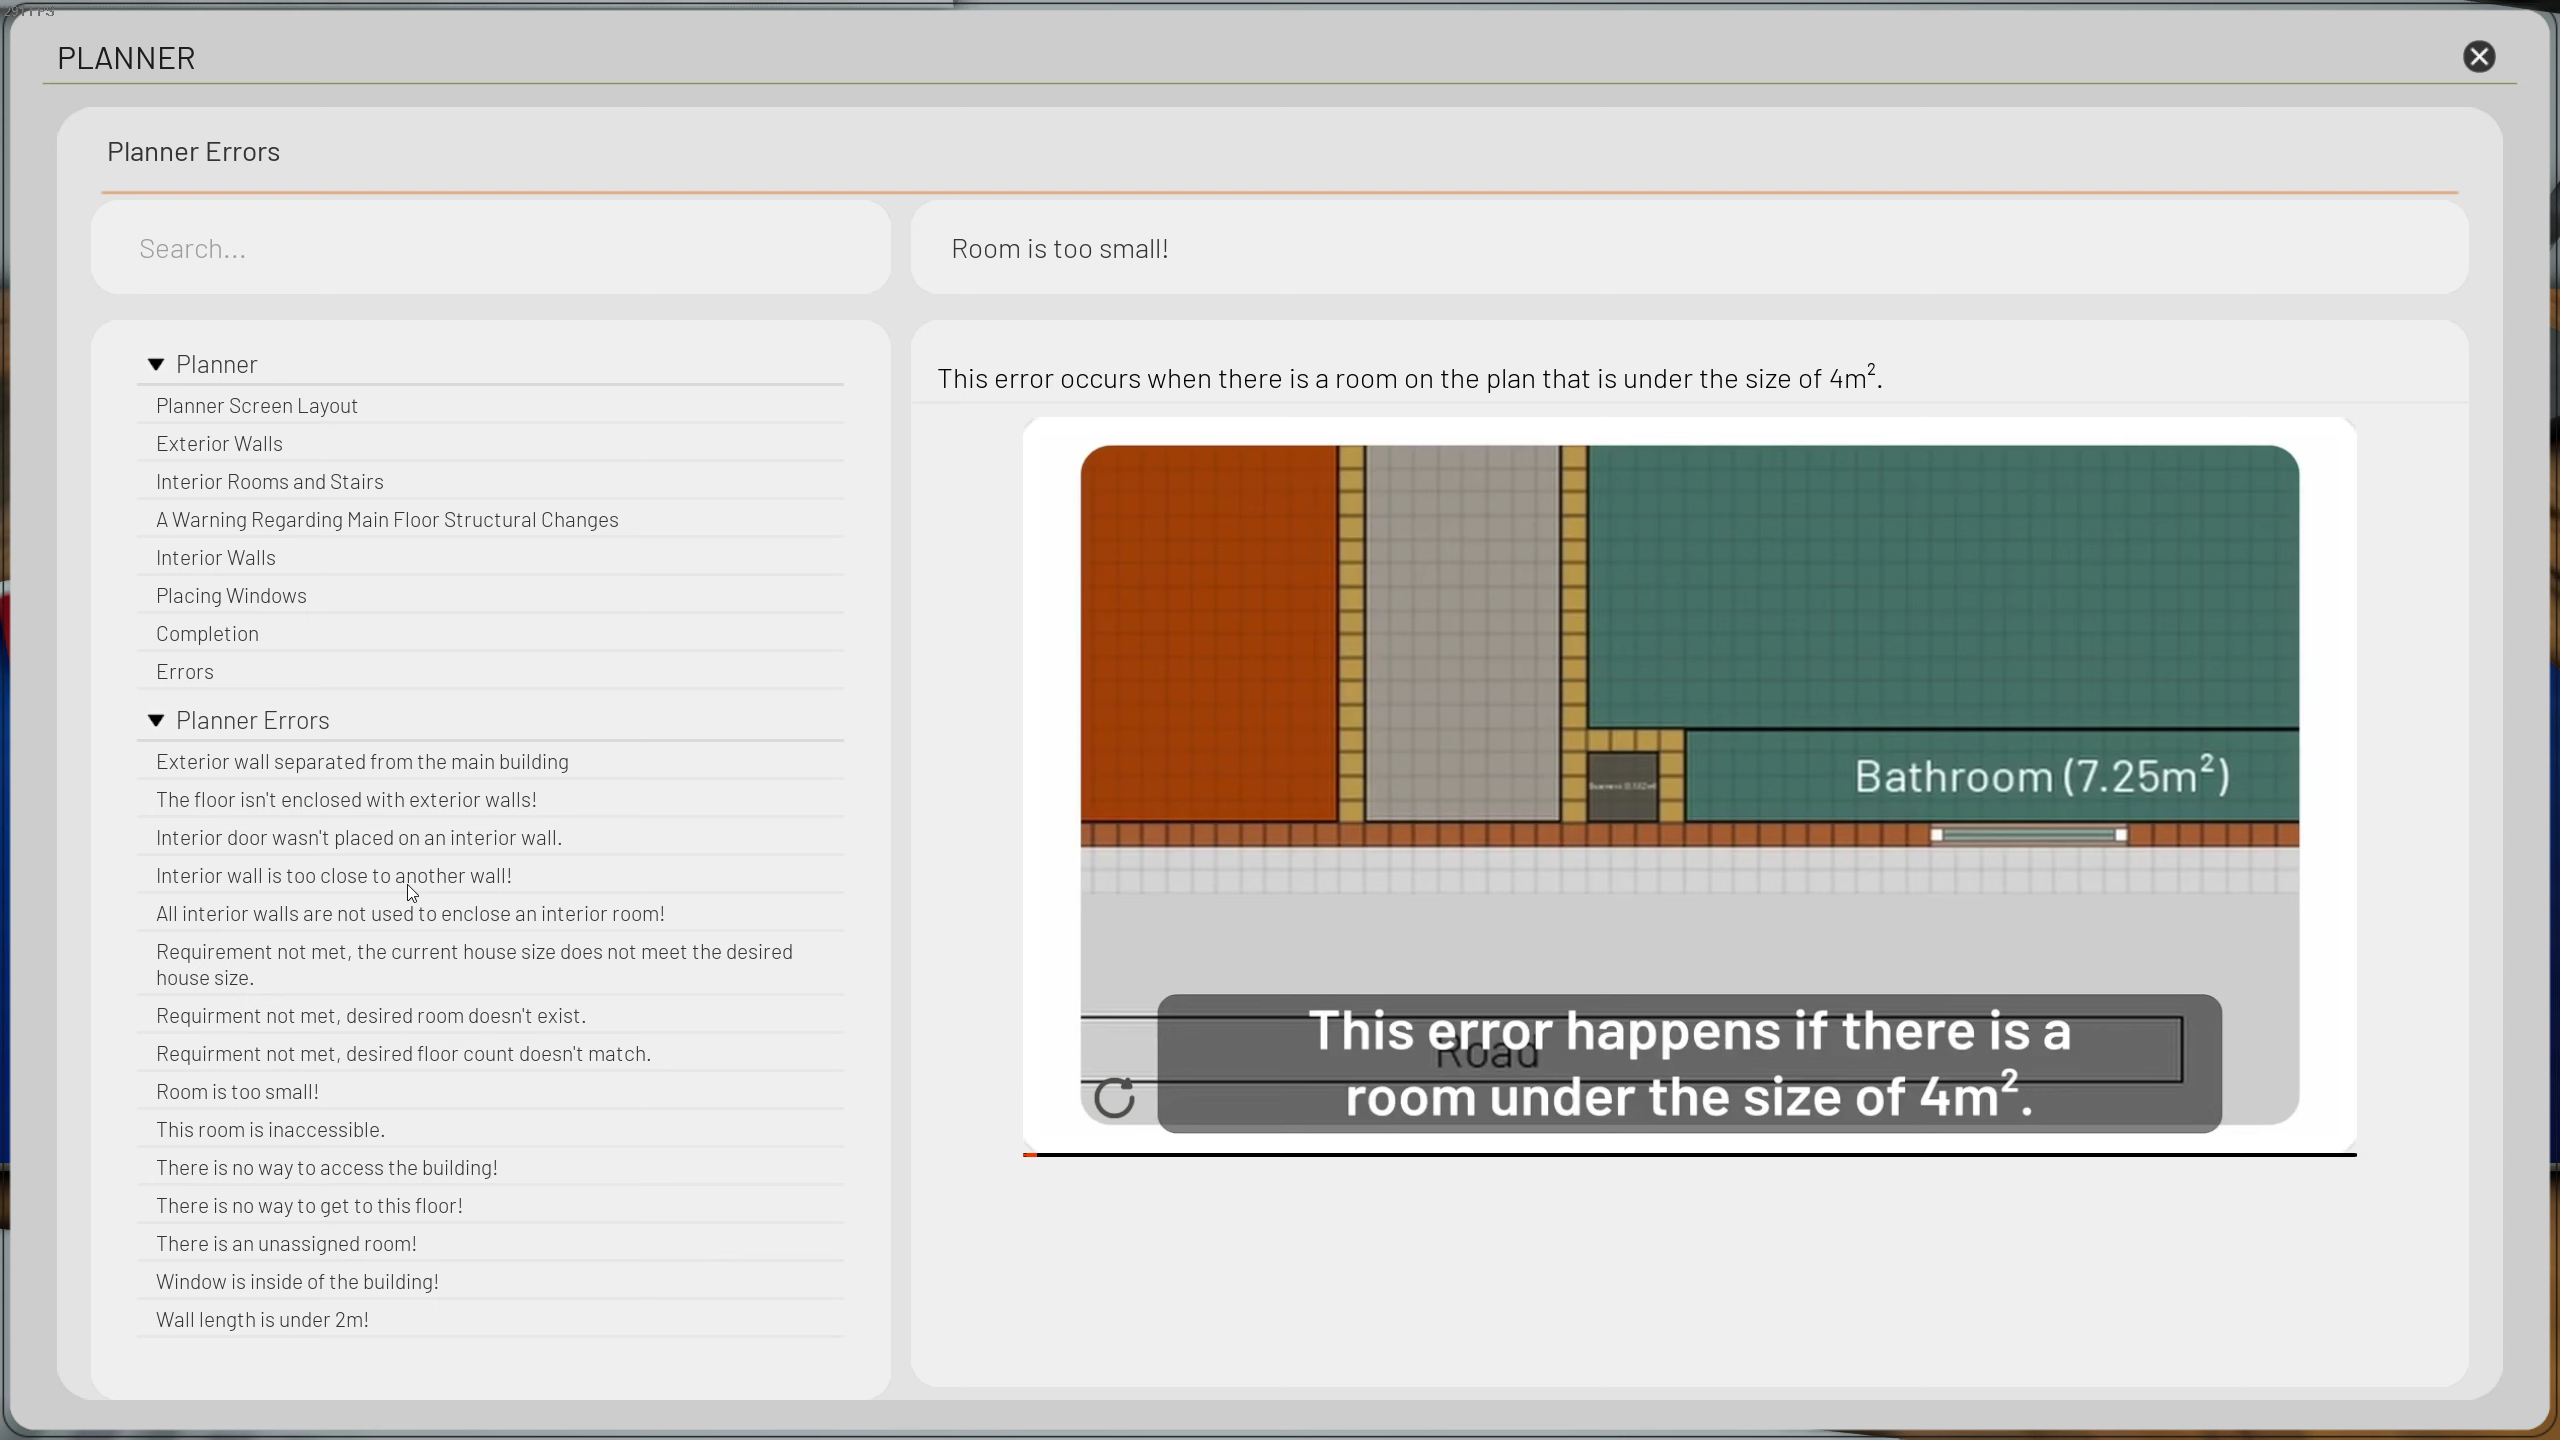 PLANNER
Planner Errors
Search...
Room is too small!
Planner
Planner Screen Layout
Exterior Walls
Interior Rooms and Stairs
A Warning Regarding Main Floor Structural Changes
Interior Walls
Placing Windows
Completion
Errors
Planner Errors
Exterior wall separated from the main building
The floor isn't enclosed with exterior walls!
Interior door wasn't placed on an interior wall.
Interior wall is too close to another wall!
All interior walls are not used to enclose an interior room!
Requirement not met, the current house size does not meet the desired
house size.
Requirment not met, desired room doesn't exist.
Requirment not met, desired floor count doesn't match.
Room is too small!
This room is inaccessible.
There is no way to access the building!
There is no way to get to this floor!
There is an unassigned room!
Window is inside of the building!
Wall length is under 2m!
This error occurs when there is a room on the plan that is under the size of 4m².
Bathroom (7.25m²)
Road
This error happens if there is a
room under the size of 4m².